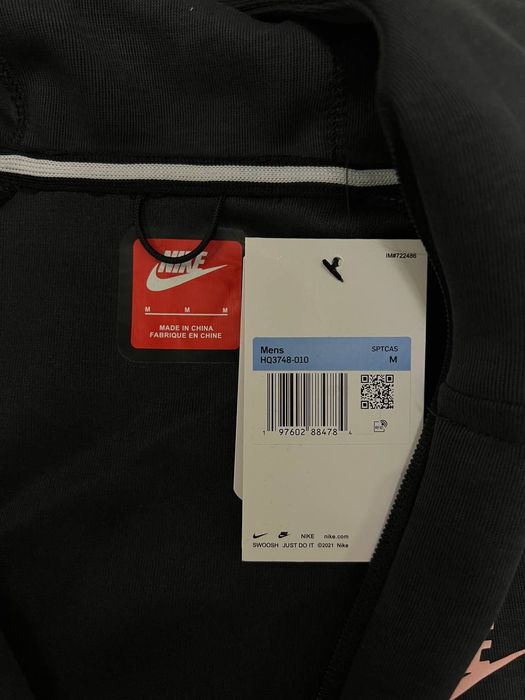 NIKE
M M M
MADE IN CHINA
FABRIQUE EN CHINE
IM#722486
Mens SPTCAS
HQ3748-010 M
1 97602 88478 4
NIKE nike.com
SWOOSH JUST DO IT ©2021 Nike